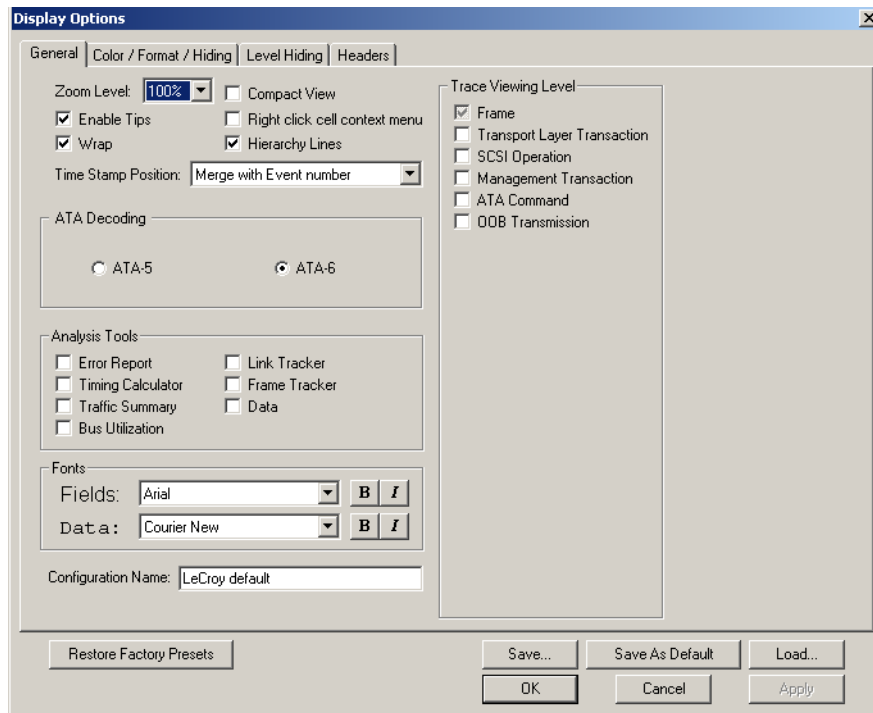 Display Options
General
Color / Format / Hiding
Level Hiding
Headers
Zoom Level:
100%
Compact View
Enable Tips
Right click cell context menu
Wrap
Hierarchy Lines
Time Stamp Position:
Merge with Event number
ATA Decoding
ATA-5
ATA-6
Analysis Tools
Error Report
Link Tracker
Timing Calculator
Frame Tracker
Traffic Summary
Data
Bus Utilization
Fonts
Fields:
Arial
B
I
Data:
Courier New
B
I
Configuration Name:
LeCroy default
Trace Viewing Level
Frame
Transport Layer Transaction
SCSI Operation
Management Transaction
ATA Command
OOB Transmission
Restore Factory Presets
Save...
Save As Default
Load...
OK
Cancel
Apply